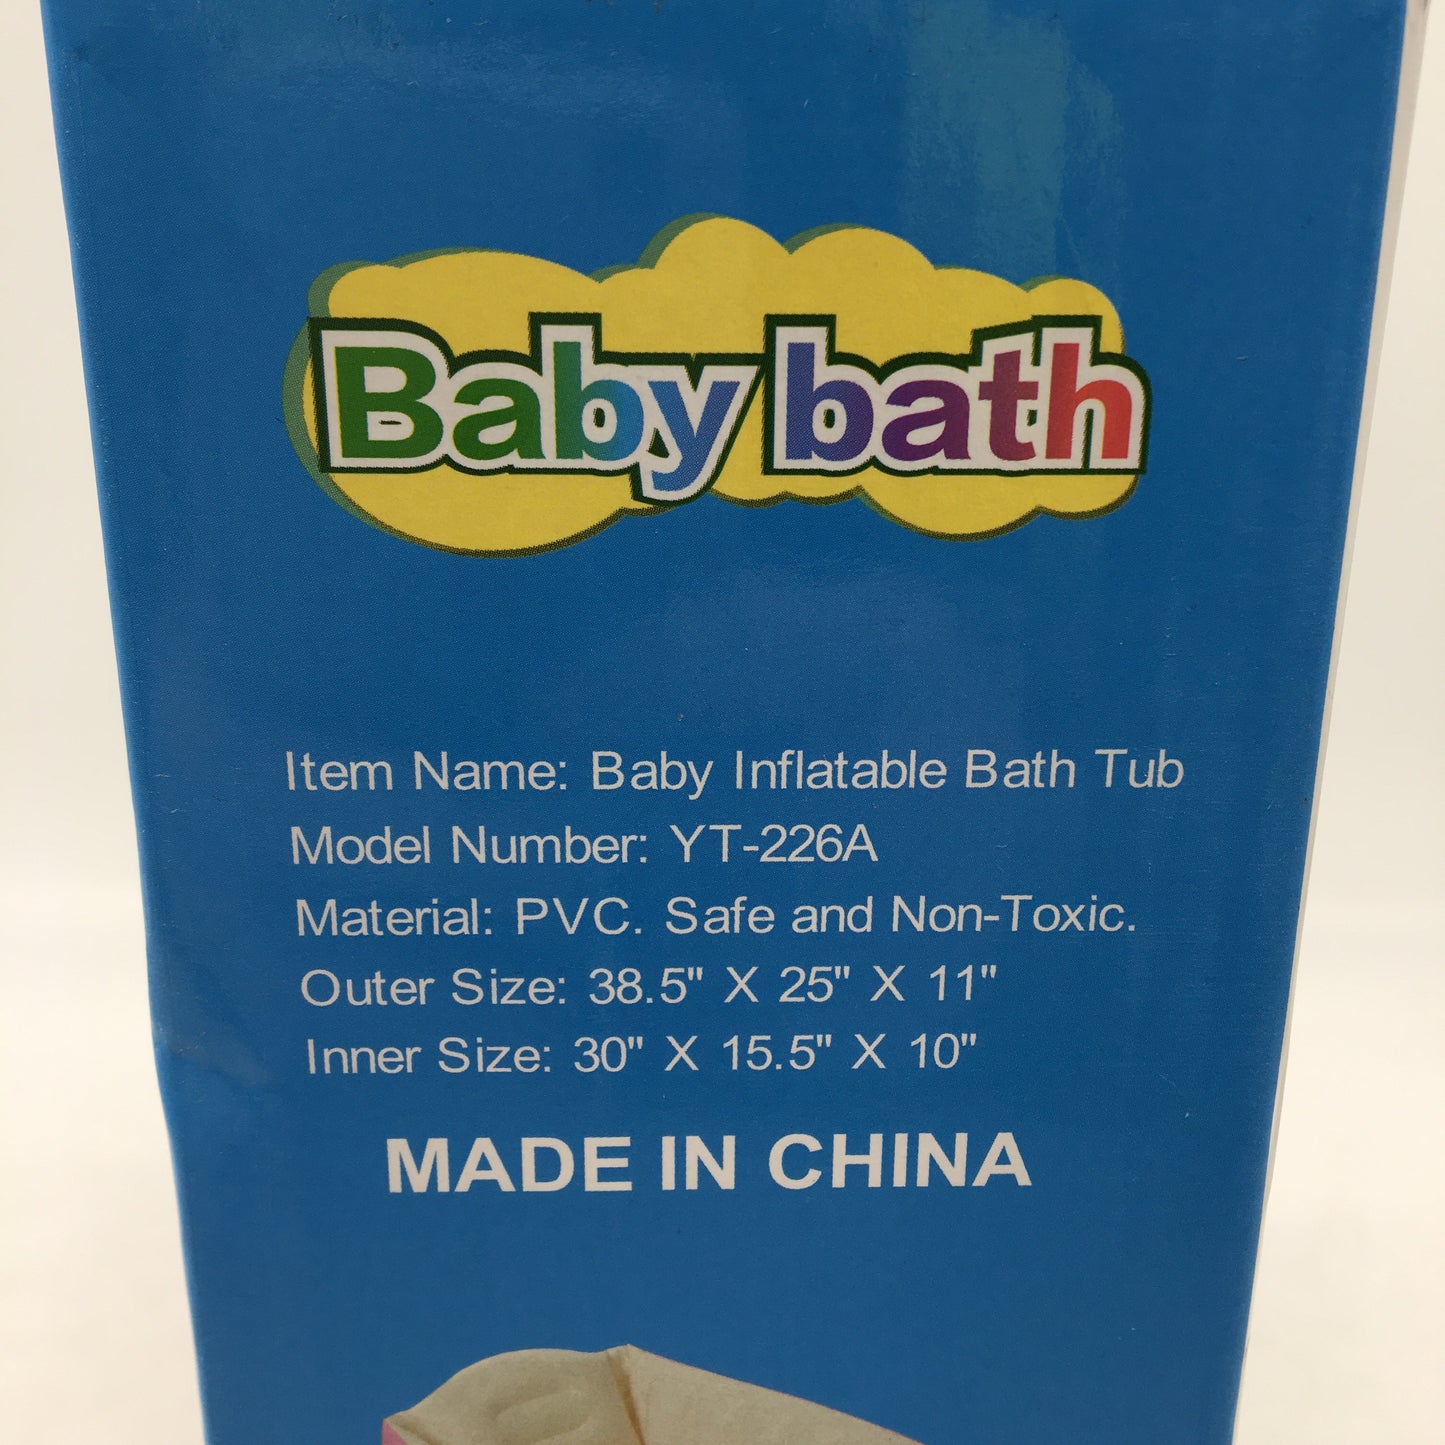 Baby bath
Item Name: Baby Inflatable Bath Tub
Model Number: YT-226A
Material: PVC. Safe and Non-Toxic.
Outer Size: 38.5" X 25" X 11"
Inner Size: 30" X 15.5" X 10"
MADE IN CHINA